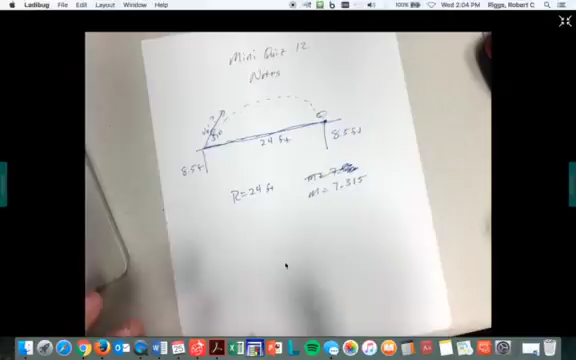 Ladibug File Edit Layout Window Help
100% Wed 2:04 PM Riggs, Robert C
Mini Quiz 12
Notes
24 ft
8.5 ft
8.5 ft
R = 24 ft
m = 7.315